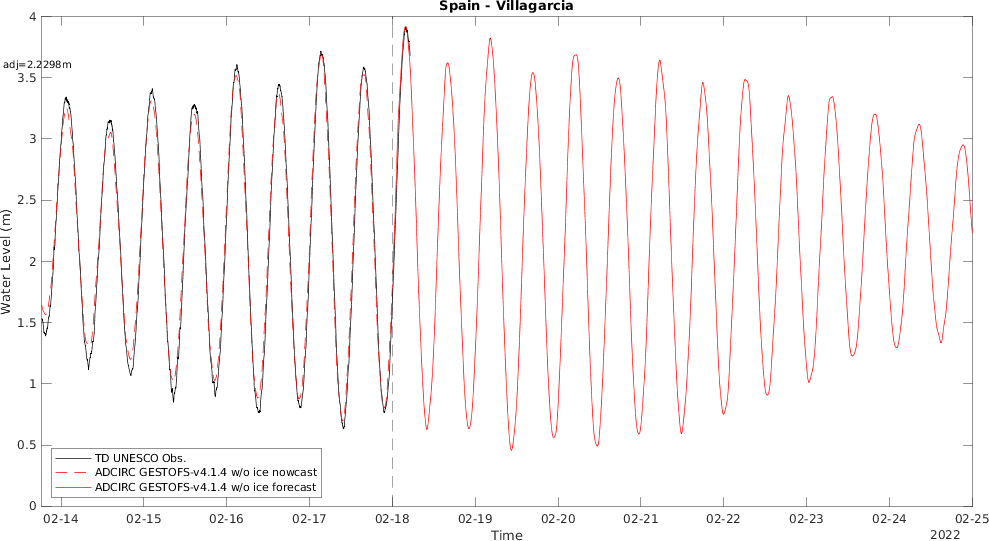 Spain - Villagarcia
adj=2.2298m
4
3.5
3
2.5
2
1.5
1
0.5
0
Water Level (m)
TD UNESCO Obs.
ADCIRC GESTOFS-v4.1.4 w/o ice nowcast
ADCIRC GESTOFS-v4.1.4 w/o ice forecast
02-14 02-15 02-16 02-17 02-18 02-19 02-20 02-21 02-22 02-23 02-24 02-25
Time
2022